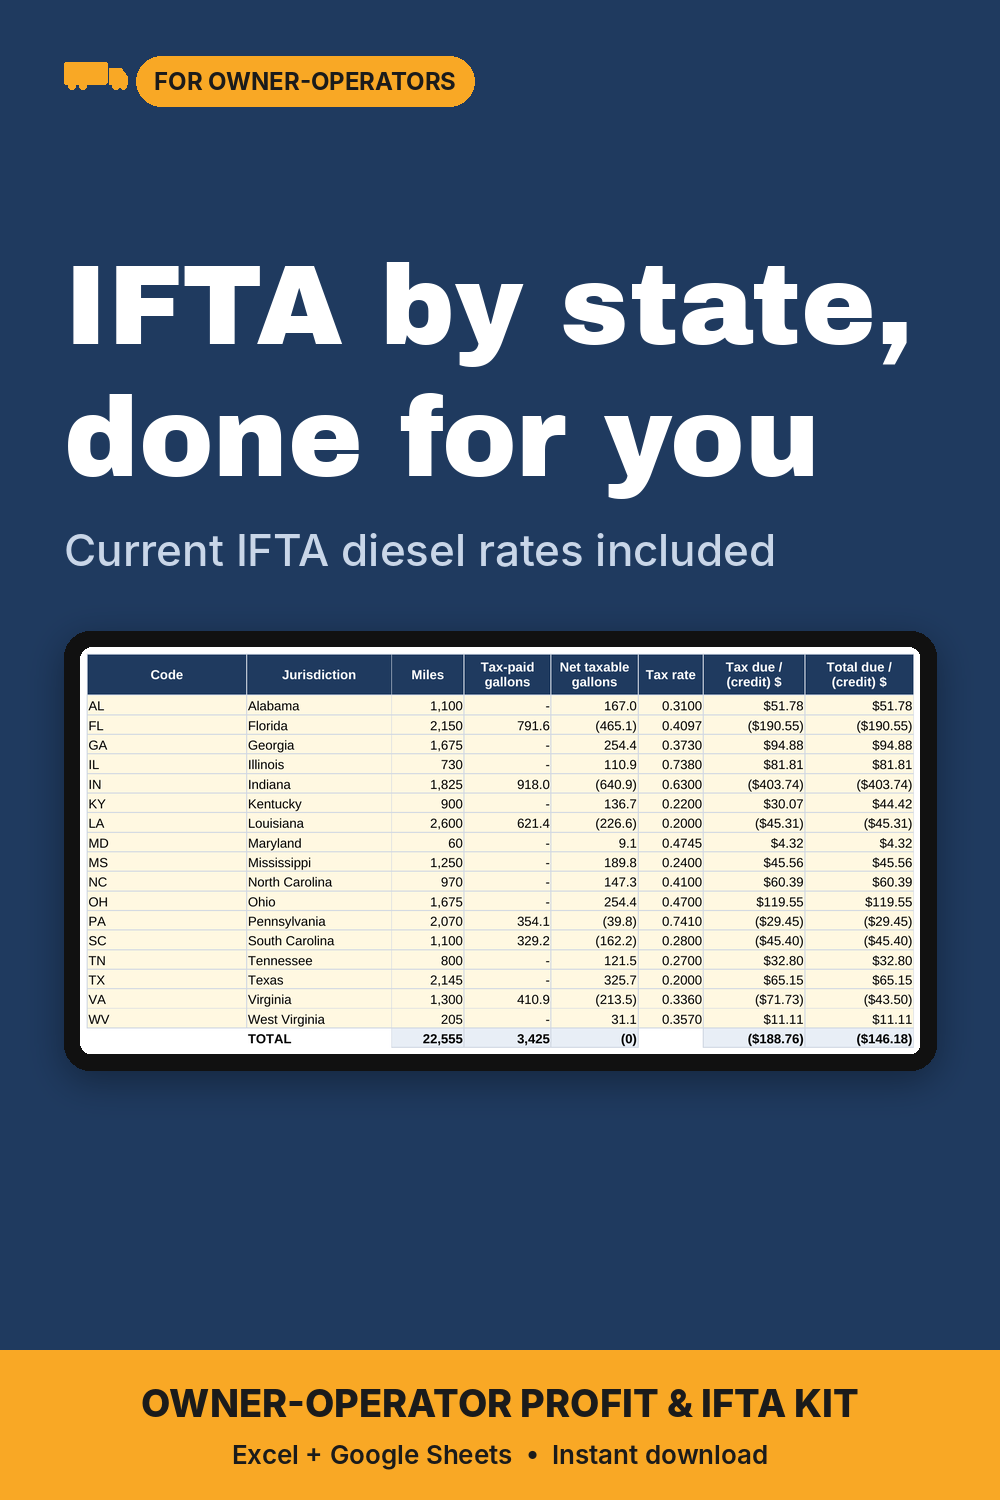 FOR OWNER-OPERATORS
IFTA by state,
done for you
Current IFTA diesel rates included
Code Jurisdiction Miles Tax-paid gallons Net taxable gallons Tax rate Tax due / (credit) $ Total due / (credit) $
AL Alabama 1,100 - 167.0 0.3100 $51.78 $51.78
FL Florida 2,150 791.6 (465.1) 0.4097 ($190.55) ($190.55)
GA Georgia 1,675 - 254.4 0.3730 $94.88 $94.88
IL Illinois 730 - 110.9 0.7380 $81.81 $81.81
IN Indiana 1,825 918.0 (640.9) 0.6300 ($403.74) ($403.74)
KY Kentucky 900 - 136.7 0.2200 $30.07 $44.42
LA Louisiana 2,600 621.4 (226.6) 0.2000 ($45.31) ($45.31)
MD Maryland 60 - 9.1 0.4745 $4.32 $4.32
MS Mississippi 1,250 - 189.8 0.2400 $45.56 $45.56
NC North Carolina 970 - 147.3 0.4100 $60.39 $60.39
OH Ohio 1,675 - 254.4 0.4700 $119.55 $119.55
PA Pennsylvania 2,070 354.1 (39.8) 0.7410 ($29.45) ($29.45)
SC South Carolina 1,100 329.2 (162.2) 0.2800 ($45.40) ($45.40)
TN Tennessee 800 - 121.5 0.2700 $32.80 $32.80
TX Texas 2,145 - 325.7 0.2000 $65.15 $65.15
VA Virginia 1,300 410.9 (213.5) 0.3360 ($71.73) ($43.50)
WV West Virginia 205 - 31.1 0.3570 $11.11 $11.11
TOTAL 22,555 3,425 (0) ($188.76) ($146.18)
OWNER-OPERATOR PROFIT & IFTA KIT
Excel + Google Sheets • Instant download